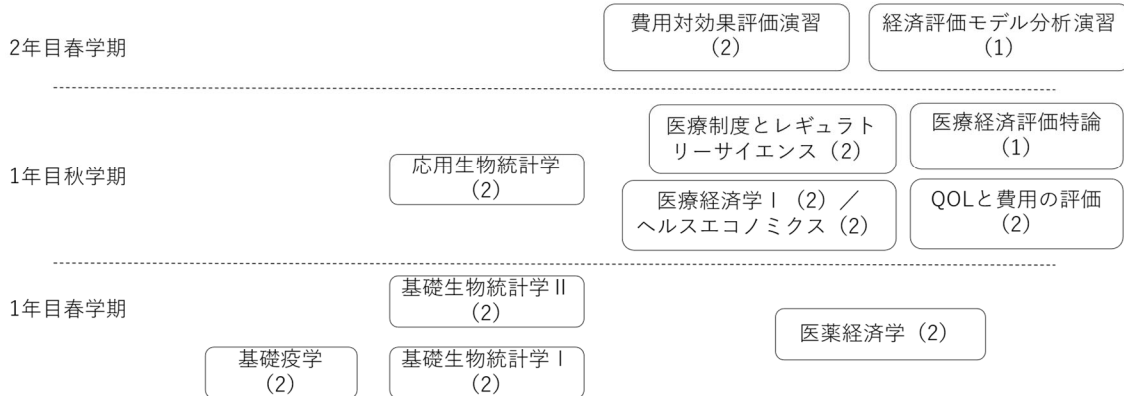 2年目春学期
費用対効果評価演習
（2）
経済評価モデル分析演習
（1）
1年目秋学期
応用生物統計学
（2）
医療制度とレギュラト
リーサイエンス（2）
医療経済評価特論
（1）
医療経済学Ⅰ（2）／
ヘルスエコノミクス（2）
QOLと費用の評価
（2）
1年目春学期
基礎生物統計学Ⅱ
（2）
医薬経済学（2）
基礎疫学
（2）
基礎生物統計学Ⅰ
（2）